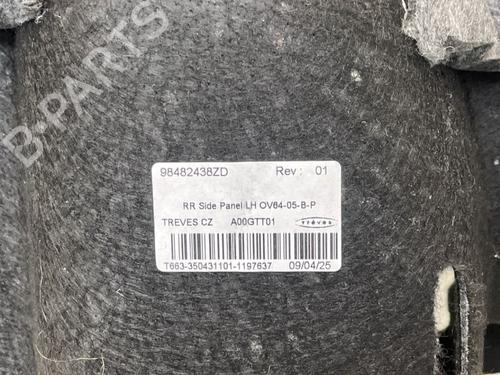 B-PARTS
98482438ZD Rev : 01
RR Side Panel LH OV64-05-B-P
TREVES CZ A00GTT01 trèves
T663-350431101-1197637 09/04/25